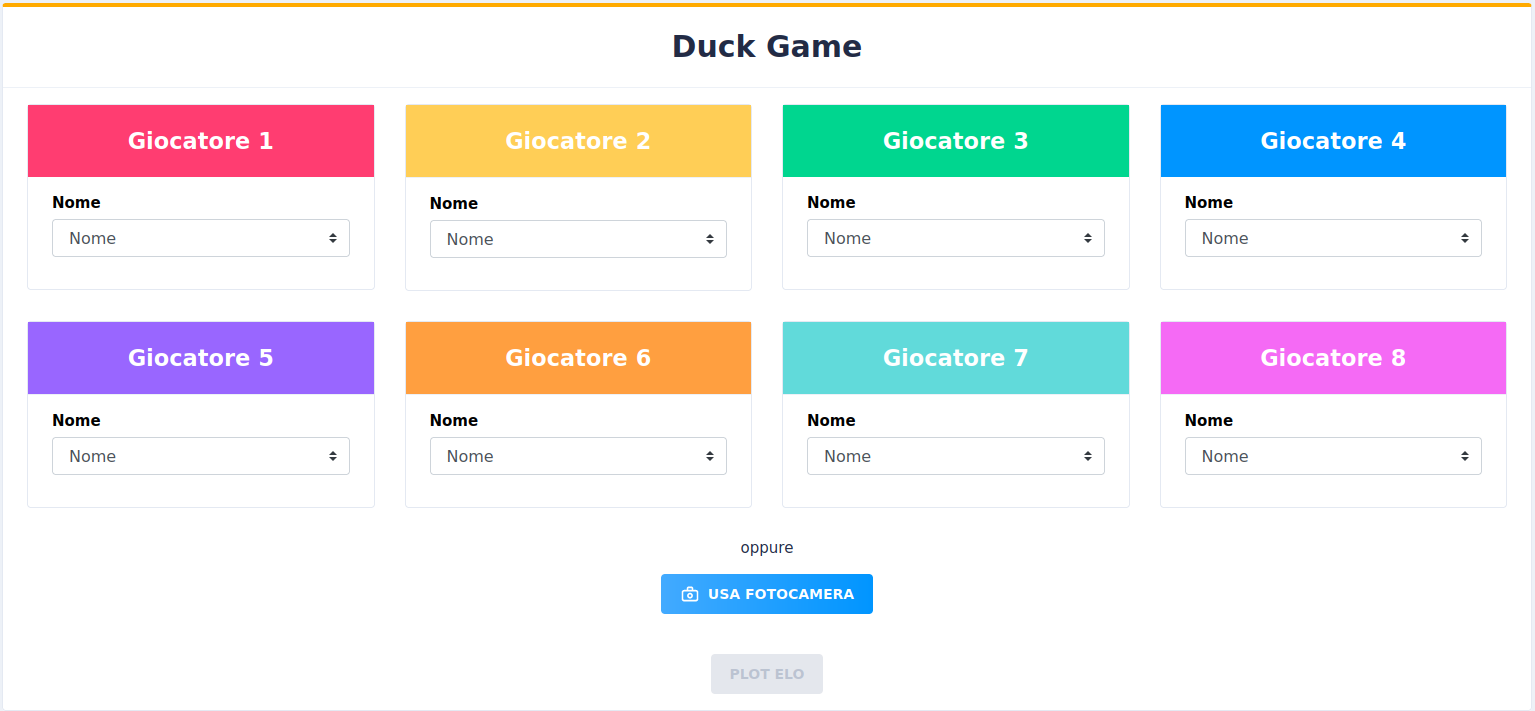 Duck Game
Giocatore 1
Giocatore 2
Giocatore 3
Giocatore 4
Nome
Nome
Nome
Nome
Nome
Nome
Nome
Nome
Giocatore 5
Giocatore 6
Giocatore 7
Giocatore 8
Nome
Nome
Nome
Nome
Nome
Nome
Nome
Nome
oppure
USA FOTOCAMERA
PLOT ELO